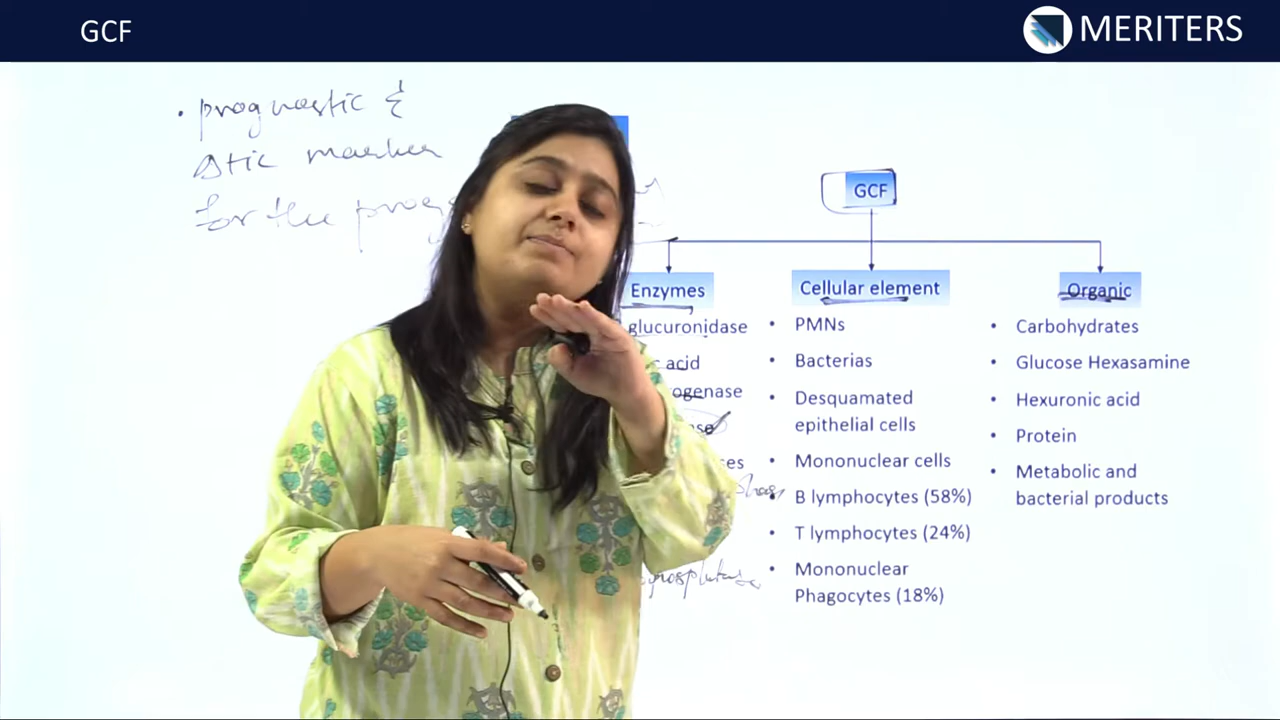 GCF
MERITERS
• prognostic &
Δtic marker
for the prog
GCF
Enzymes
glucuronidase
c acid
ogenase
ses
Cellular element
• PMNs
• Bacterias
• Desquamated
epithelial cells
• Mononuclear cells
• B lymphocytes (58%)
• T lymphocytes (24%)
• Mononuclear
Phagocytes (18%)
Organic
• Carbohydrates
• Glucose Hexasamine
• Hexuronic acid
• Protein
• Metabolic and
bacterial products